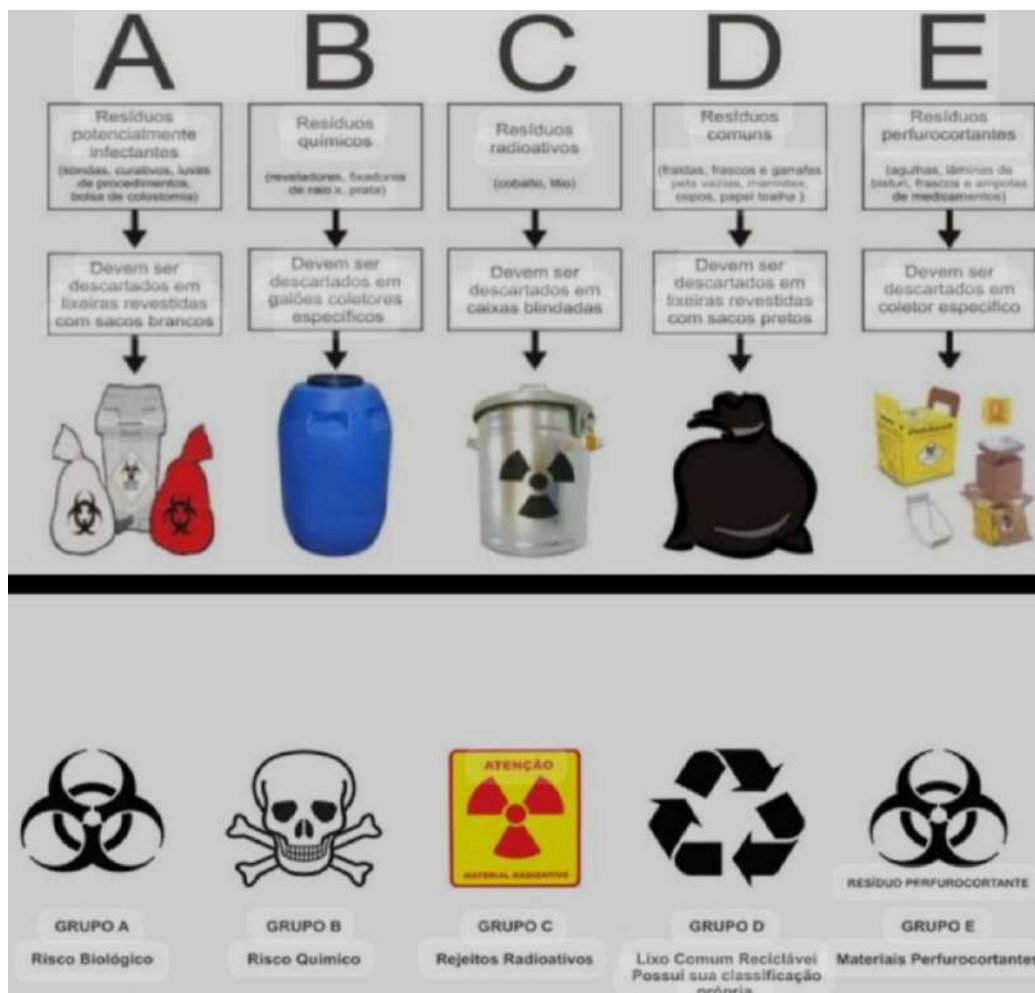 A
B
C
D
E
Resíduos
potencialmente
infectantes
(sondas, curativos, luvas
de procedimentos,
bolsa de colostomia)
Resíduos
químicos
(reveladores, fixadores
de raio x, prata)
Resíduos
radioativos
(cobalto, lítio)
Resíduos
comuns
(fraldas, frascos e garrafas
pets vazias, marmitex,
copos, papel toalha )
Resíduos
perfurocortantes
(agulhas, lâminas de
bisturi, frascos e ampolas
de medicamentos)
Devem ser
descartados em
lixeiras revestidas
com sacos brancos
Devem ser
descartados em
galões coletores
específicos
Devem ser
descartados em
caixas blindadas
Devem ser
descartados em
lixeiras revestidas
com sacos pretos
Devem ser
descartados em
coletor específico
ATENÇÃO
MATERIAL RADIOATIVO
RESÍDUO PERFUROCORTANTE
GRUPO A
Risco Biológico
GRUPO B
Risco Químico
GRUPO C
Rejeitos Radioativos
GRUPO D
Lixo Comum Reciclável
Possui sua classificação
própria
GRUPO E
Materiais Perfurocortantes